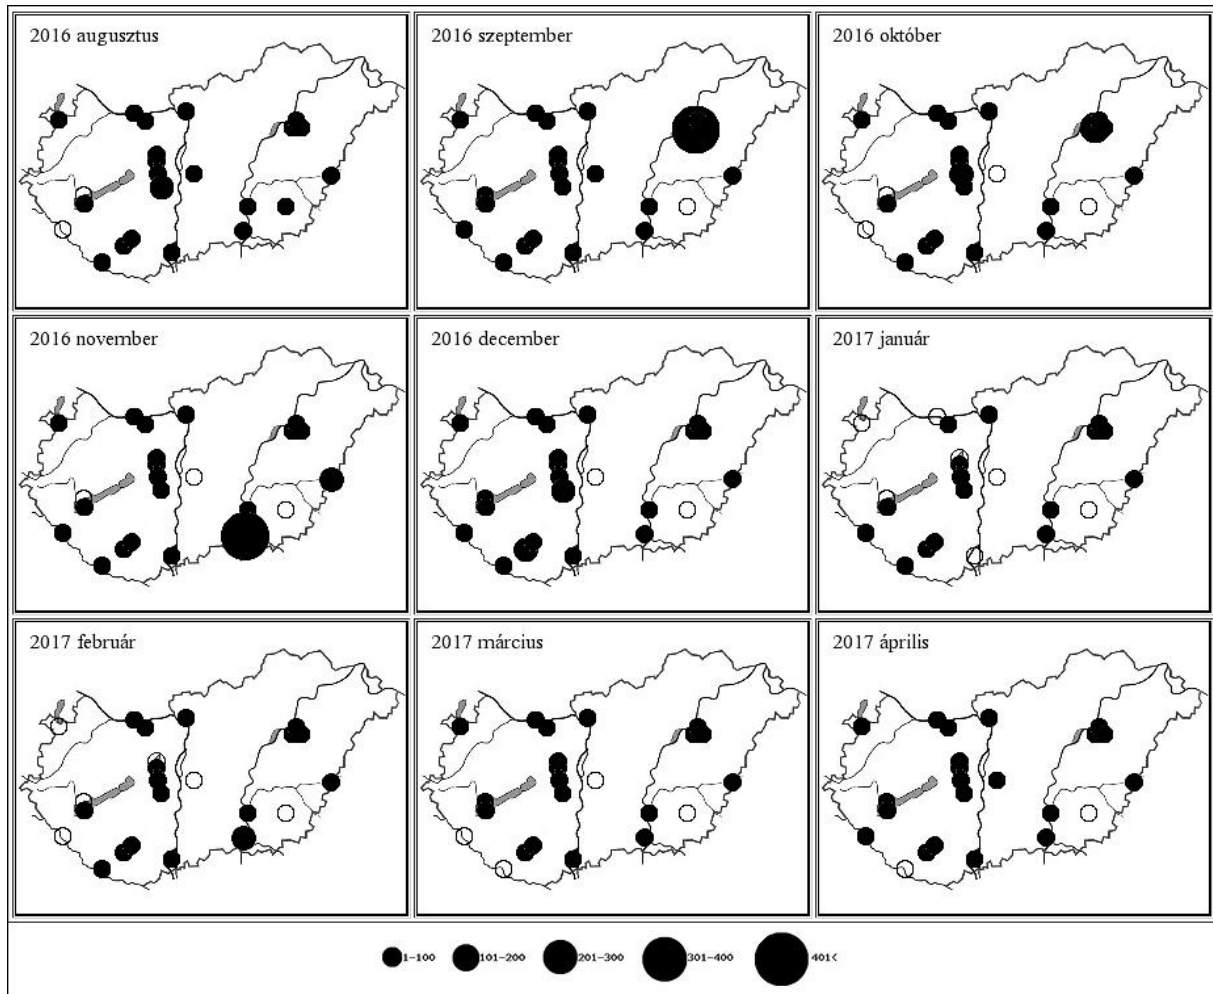 2016 augusztus
2016 szeptember
2016 október
2016 november
2016 december
2017 január
2017 február
2017 március
2017 április
1-100 101-200 201-300 301-400 401<